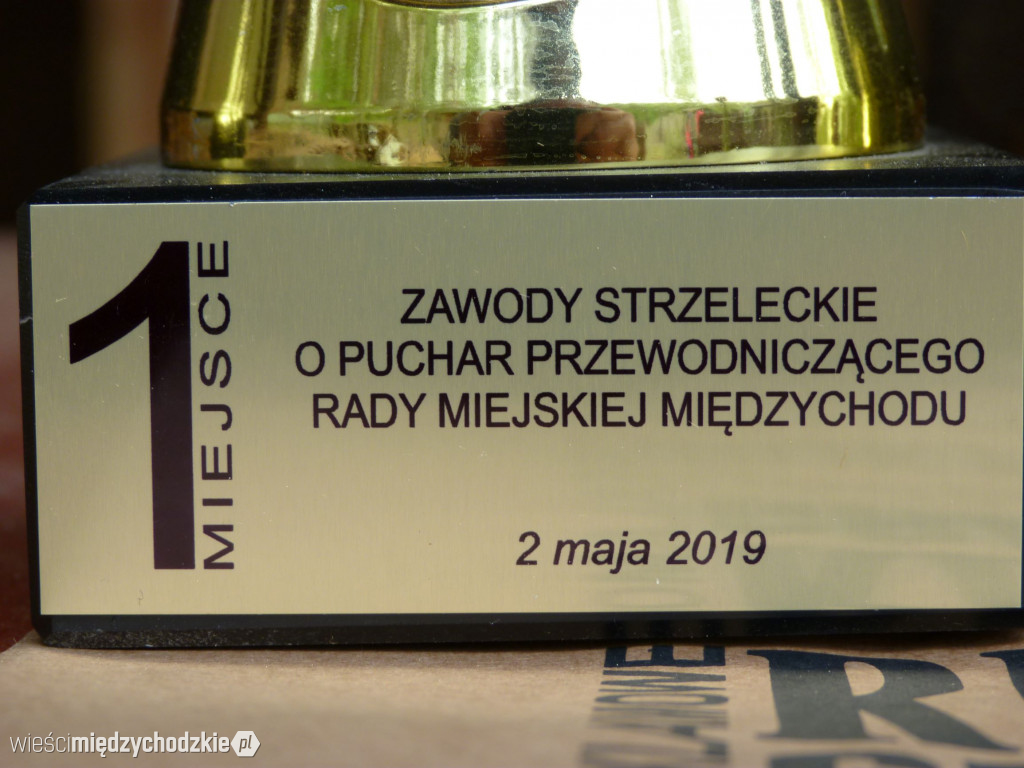 1
MIEJSCE
ZAWODY STRZELECKIE
O PUCHAR PRZEWODNICZĄCEGO
RADY MIEJSKIEJ MIĘDZYCHODU
2 maja 2019
wieścimiędzychodzkie.pl